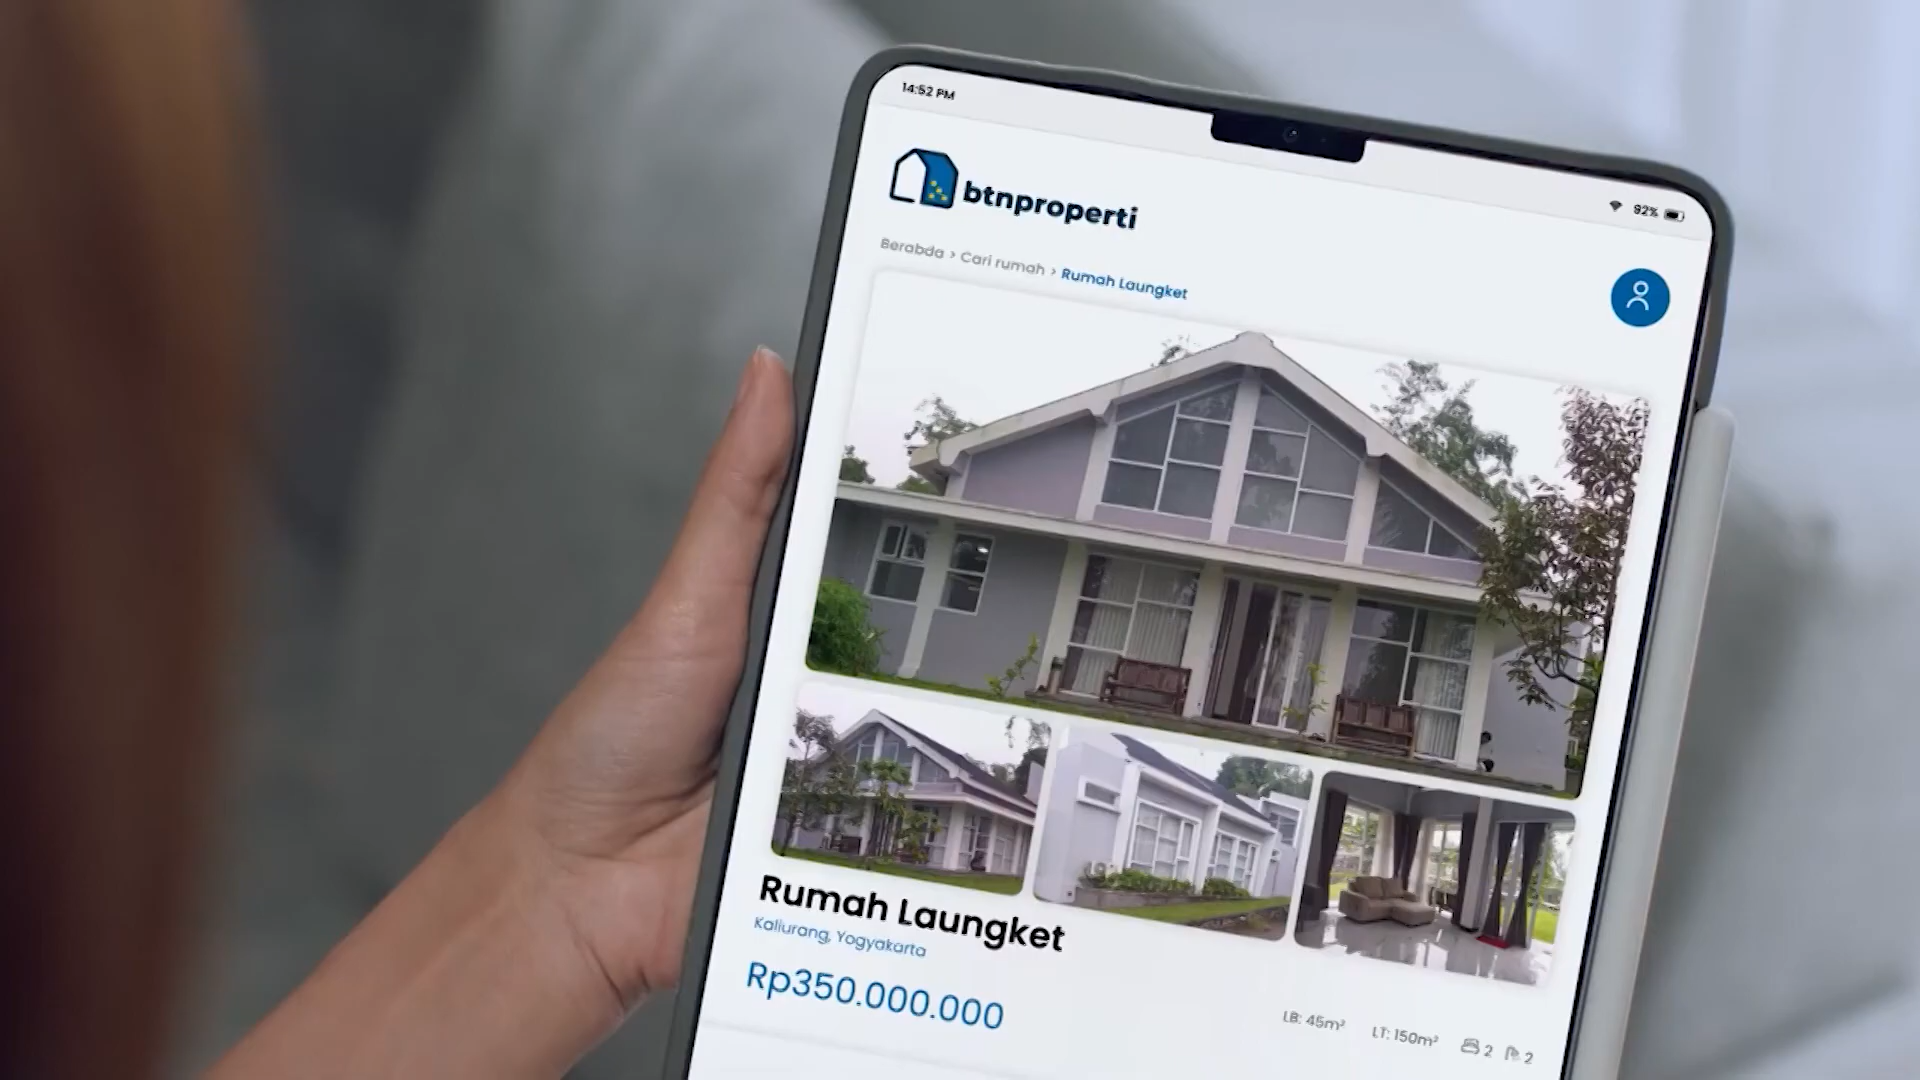 14:52 PM
92%
btnproperti
Berabda > Cari rumah > Rumah Laungket
Rumah Laungket
Kaliurang, Yogyakarta
Rp350.000.000
LB: 45m² LT: 150m² 2 2